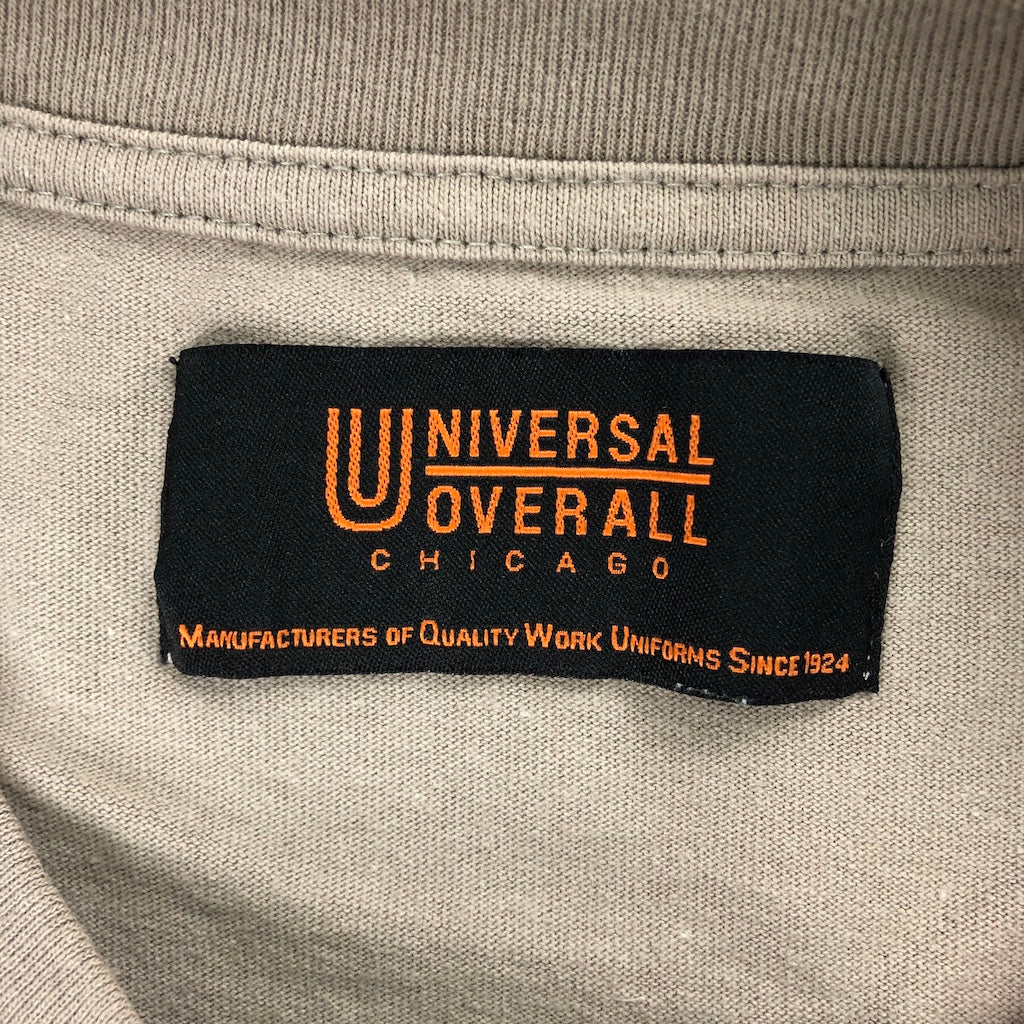 UNIVERSAL
OVERALL
CHICAGO
MANUFACTURERS OF QUALITY WORK UNIFORMS SINCE 1924